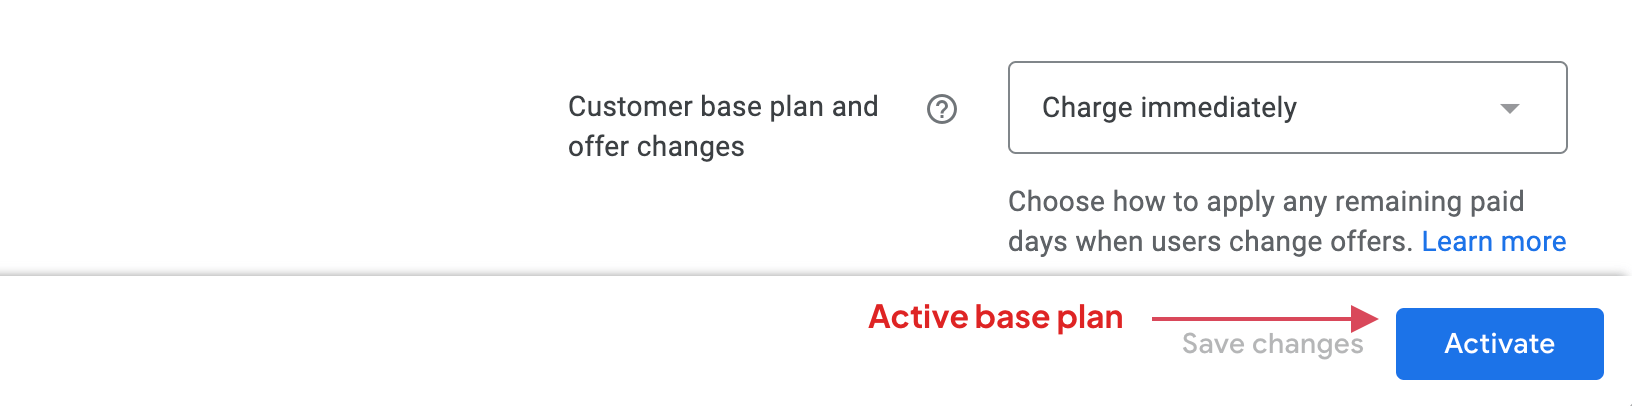 Customer base plan and
offer changes
Charge immediately
Choose how to apply any remaining paid
days when users change offers. Learn more
Active base plan
Save changes
Activate